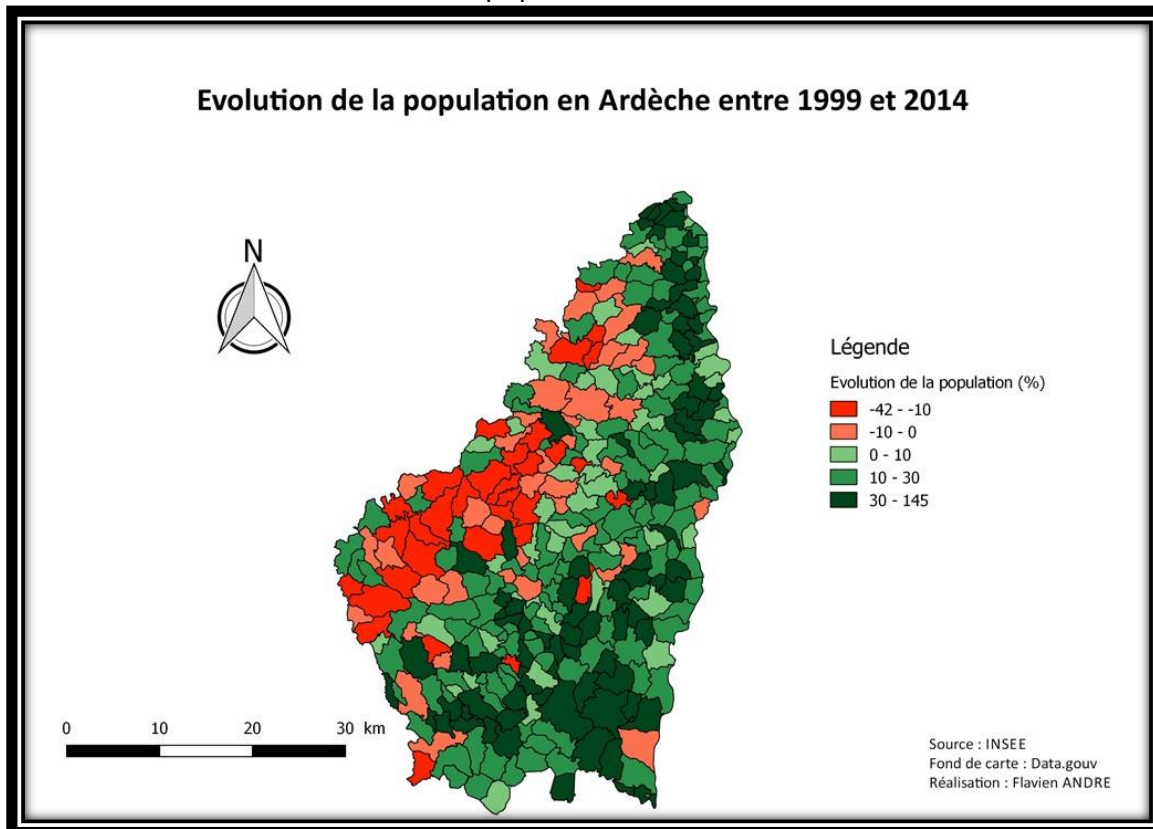 Evolution de la population en Ardèche entre 1999 et 2014
N
Légende
Evolution de la population (%)
-42 - -10
-10 - 0
0 - 10
10 - 30
30 - 145
0 10 20 30 km
Source : INSEE
Fond de carte : Data.gouv
Réalisation : Flavien ANDRE